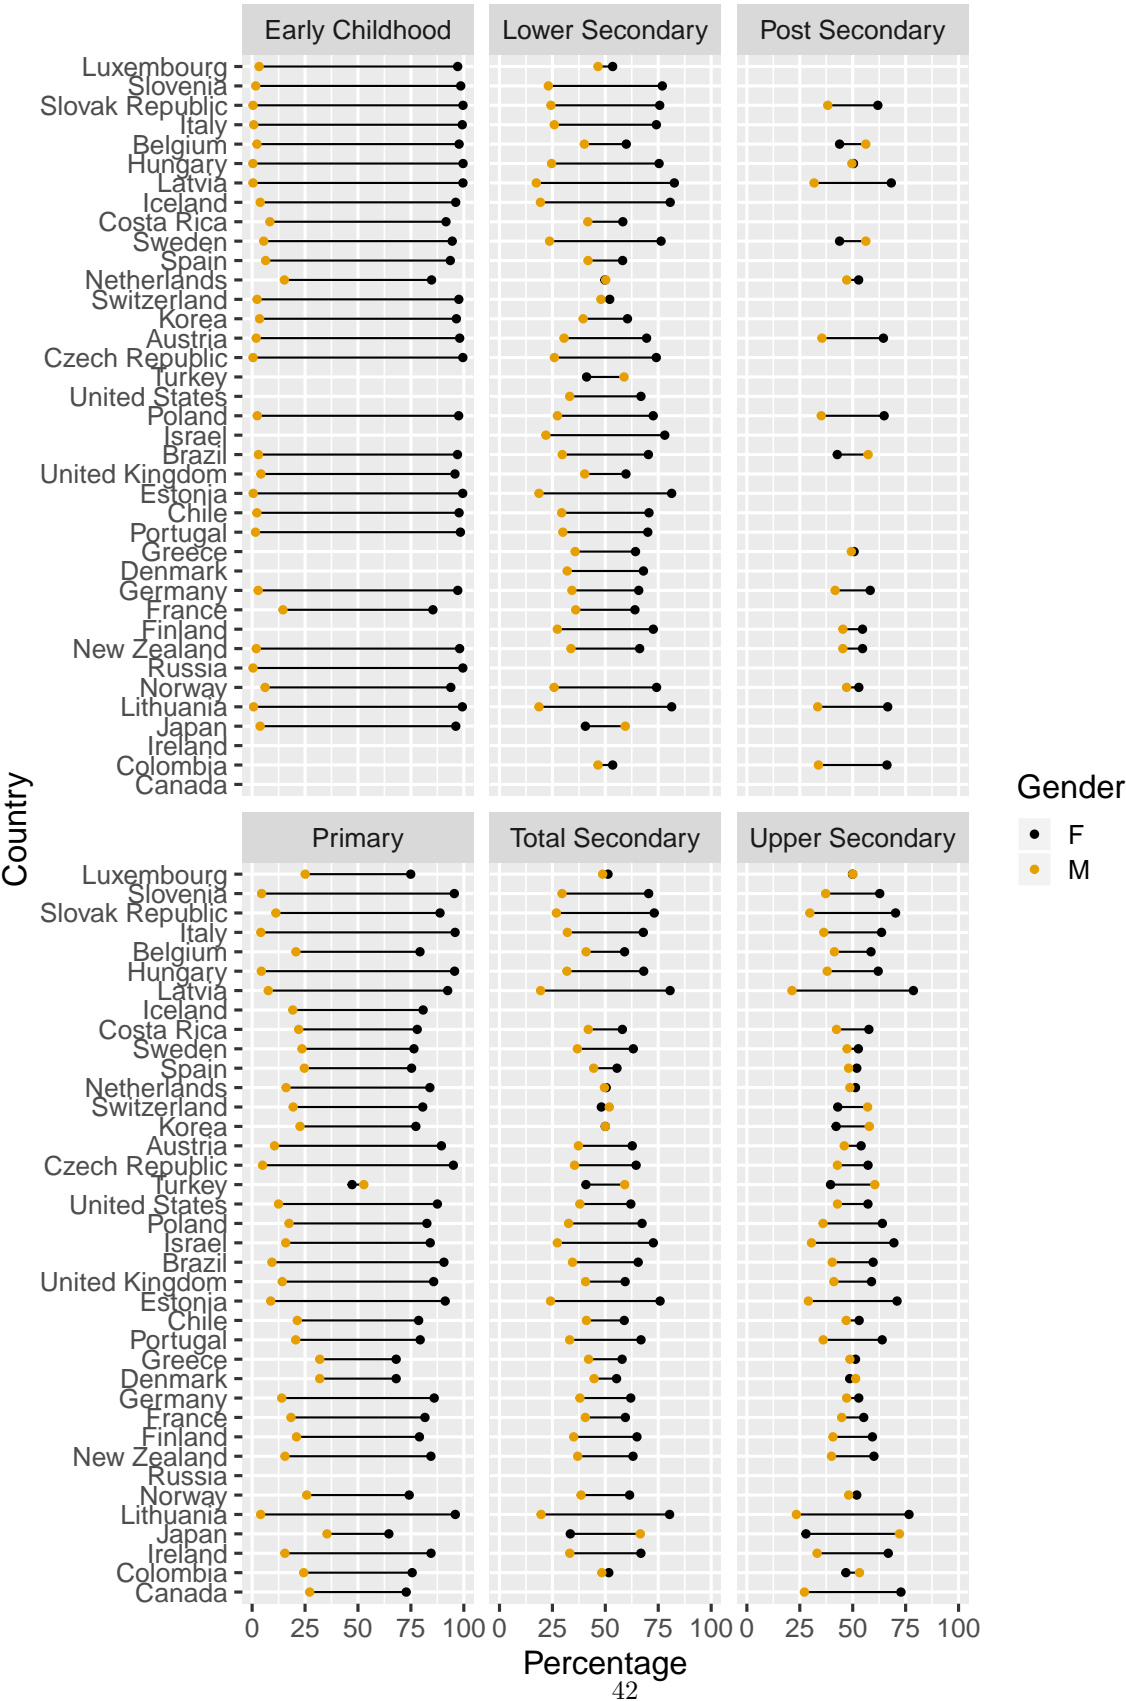 Early Childhood Lower Secondary Post Secondary
Luxembourg
Slovenia
Slovak Republic
Italy
Belgium
Hungary
Latvia
Iceland
Costa Rica
Sweden
Spain
Netherlands
Switzerland
Korea
Austria
Czech Republic
Turkey
United States
Poland
Israel
Brazil
United Kingdom
Estonia
Chile
Portugal
Greece
Denmark
Germany
France
Finland
New Zealand
Russia
Norway
Lithuania
Japan
Ireland
Colombia
Canada
Country
Primary Total Secondary Upper Secondary
Luxembourg
Slovenia
Slovak Republic
Italy
Belgium
Hungary
Latvia
Iceland
Costa Rica
Sweden
Spain
Netherlands
Switzerland
Korea
Austria
Czech Republic
Turkey
United States
Poland
Israel
Brazil
United Kingdom
Estonia
Chile
Portugal
Greece
Denmark
Germany
France
Finland
New Zealand
Russia
Norway
Lithuania
Japan
Ireland
Colombia
Canada
0 25 50 75 100 0 25 50 75 100 0 25 50 75 100
Percentage
Gender
F
M
42